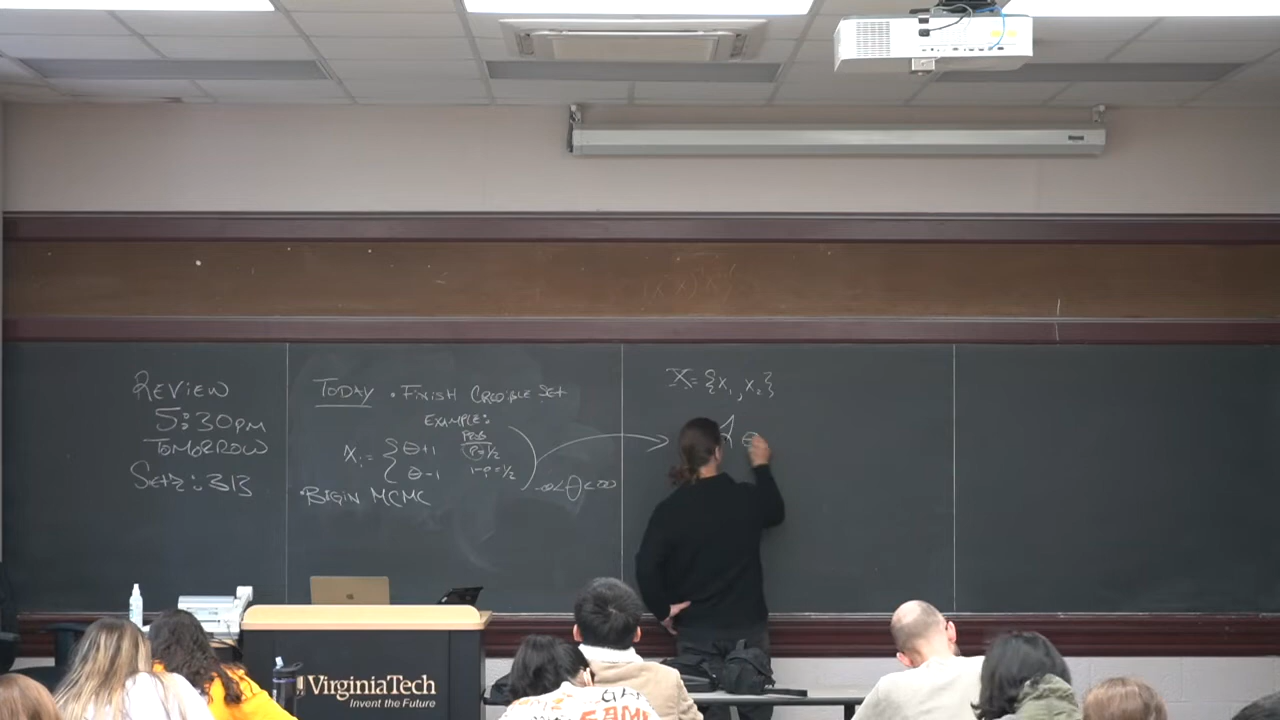 REVIEW
5:30PM
TOMORROW
SEITZ: 313
TODAY • FINISH CREDIBLE SET
EXAMPLE:
PROB
Xᵢ = { θ+1 P=1/2
θ-1 1-P=1/2
-∞<θ<∞
• BEGIN MCMC
X = {X₁, X₂}
θ
VirginiaTech
Invent the Future